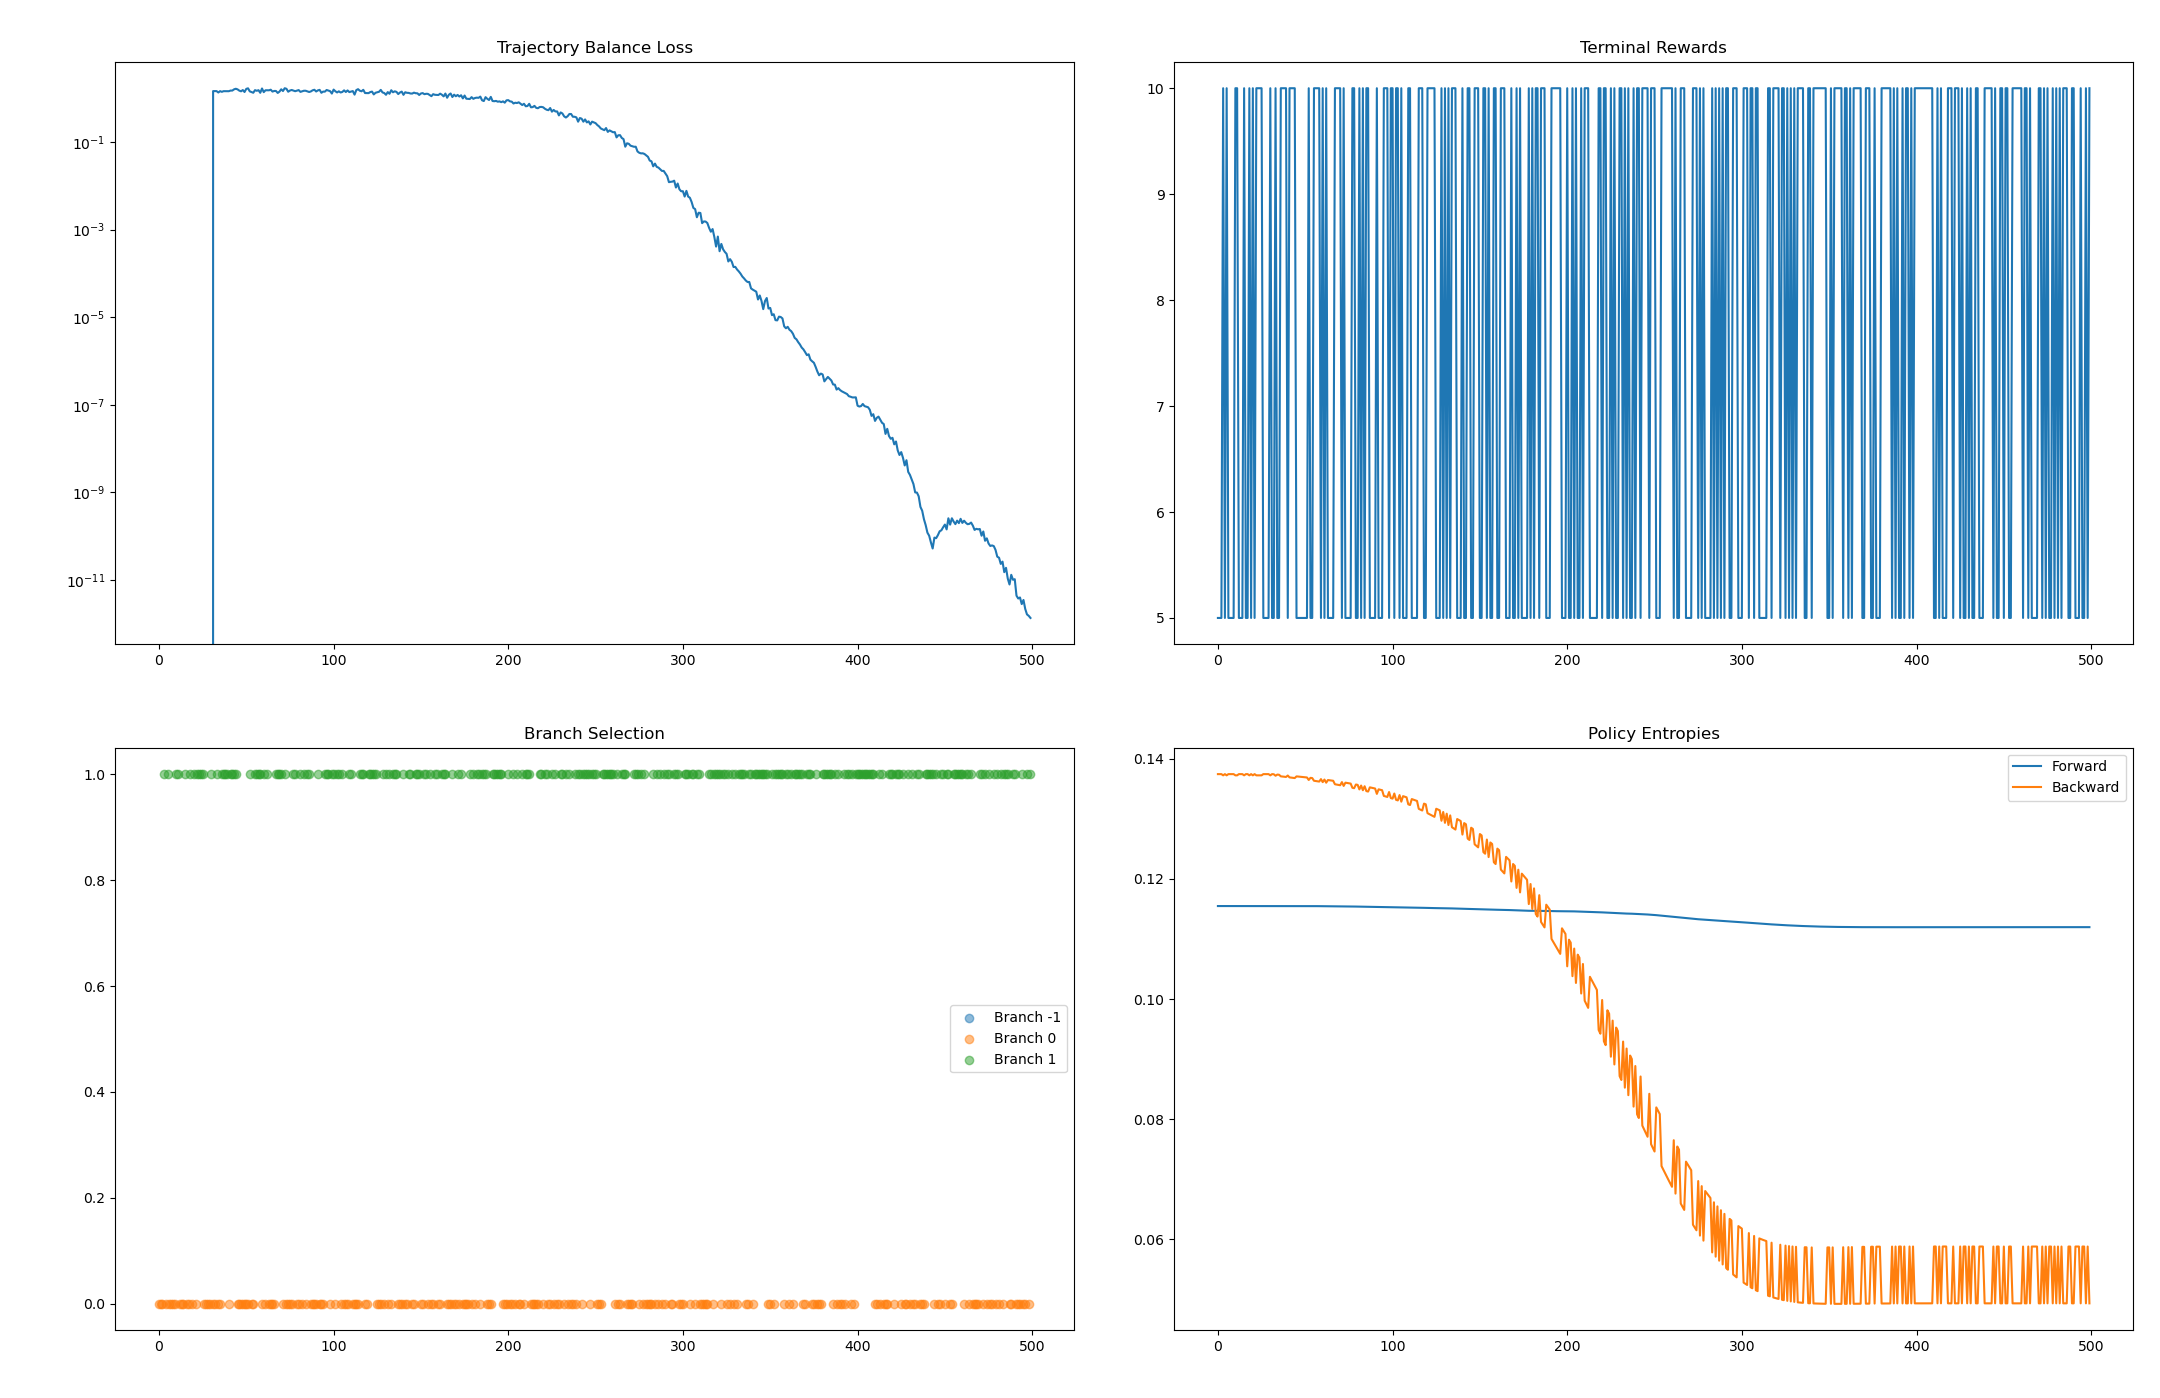 Trajectory Balance Loss
10⁻¹
10⁻³
10⁻⁵
10⁻⁷
10⁻⁹
10⁻¹¹
0 100 200 300 400 500
Terminal Rewards
10
9
8
7
6
5
0 100 200 300 400 500
Branch Selection
1.0
0.8
0.6
0.4
0.2
0.0
Branch -1
Branch 0
Branch 1
0 100 200 300 400 500
Policy Entropies
0.14
0.12
0.10
0.08
0.06
Forward
Backward
0 100 200 300 400 500